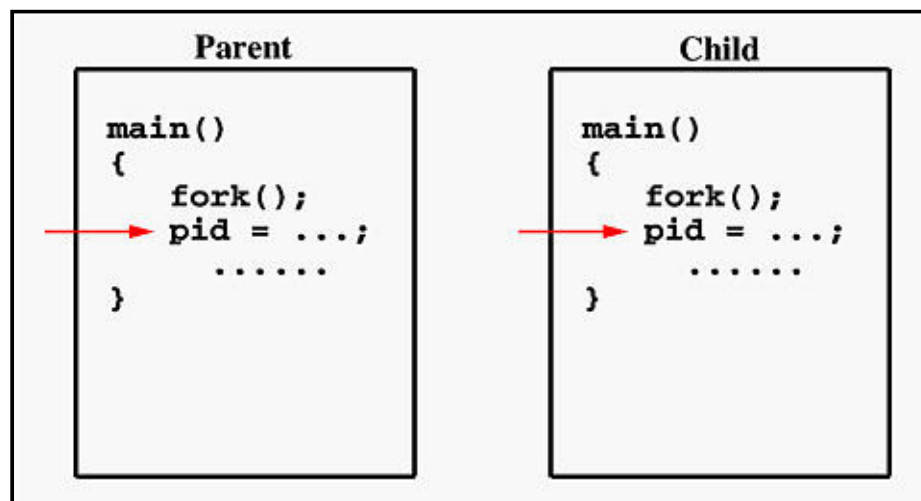 Parent
main()
{
fork();
pid = ...;
......
}
Child
main()
{
fork();
pid = ...;
......
}